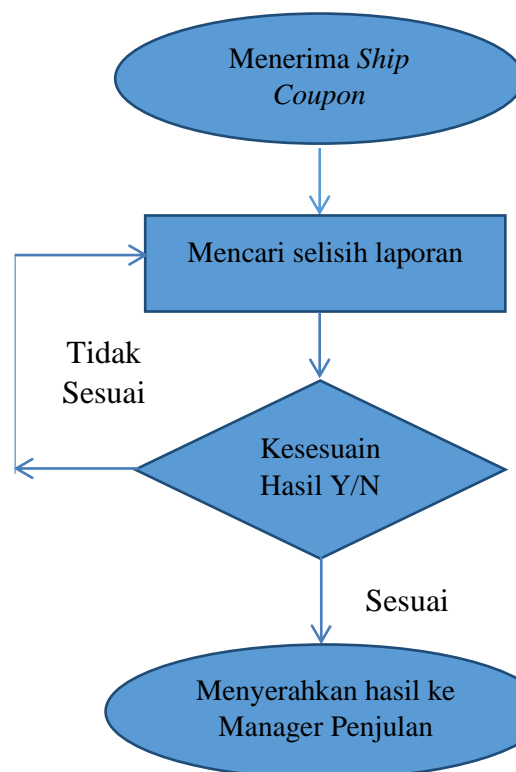 Menerima Ship
Coupon
Mencari selisih laporan
Tidak
Sesuai
Kesesuain
Hasil Y/N
Sesuai
Menyerahkan hasil ke
Manager Penjulan